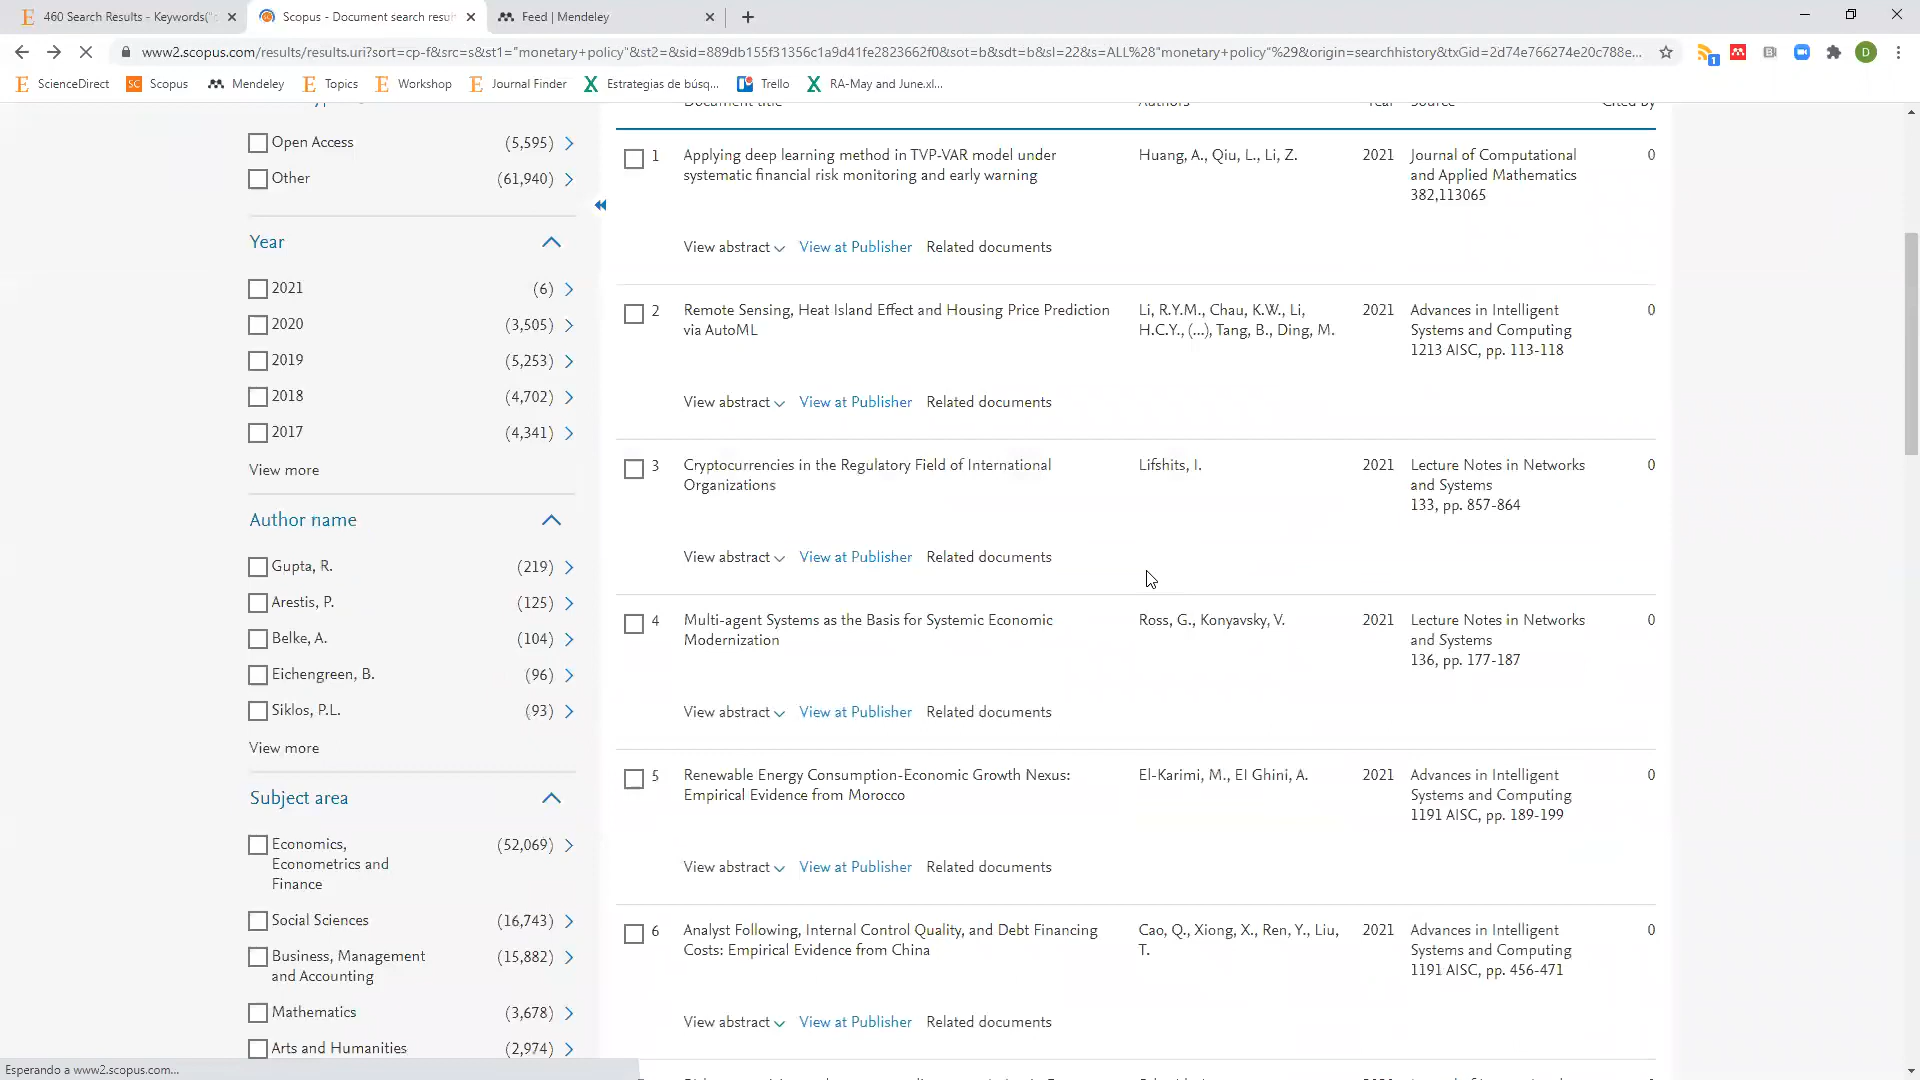 460 Search Results - Keywords("c
Scopus - Document search resul
Feed | Mendeley
www2.scopus.com/results/results.uri?sort=cp-f&src=s&st1="monetary+policy"&st2=&sid=889db155f31356c1a9d41fe2823662f0&sot=b&sdt=b&sl=22&s=ALL%28"monetary+policy"%29&origin=searchhistory&txGid=2d74e766274e20c788e...
1
D
ScienceDirect
SC Scopus
Mendeley
Topics
Workshop
Journal Finder
Estrategias de búsq...
Trello
RA-May and June.xl...
Document title Authors Year Source Cited by
Open Access (5,595)
Other (61,940)
Year
2021 (6)
2020 (3,505)
2019 (5,253)
2018 (4,702)
2017 (4,341)
View more
Author name
Gupta, R. (219)
Arestis, P. (125)
Belke, A. (104)
Eichengreen, B. (96)
Siklos, P.L. (93)
View more
Subject area
Economics, (52,069)
Econometrics and
Finance
Social Sciences (16,743)
Business, Management (15,882)
and Accounting
Mathematics (3,678)
Arts and Humanities (2,974)
1 Applying deep learning method in TVP-VAR model under Huang, A., Qiu, L., Li, Z. 2021 Journal of Computational 0
systematic financial risk monitoring and early warning and Applied Mathematics
382,113065
View abstract View at Publisher Related documents
2 Remote Sensing, Heat Island Effect and Housing Price Prediction Li, R.Y.M., Chau, K.W., Li, 2021 Advances in Intelligent 0
via AutoML H.C.Y., (...), Tang, B., Ding, M. Systems and Computing
1213 AISC, pp. 113-118
View abstract View at Publisher Related documents
3 Cryptocurrencies in the Regulatory Field of International Lifshits, I. 2021 Lecture Notes in Networks 0
Organizations and Systems
133, pp. 857-864
View abstract View at Publisher Related documents
4 Multi-agent Systems as the Basis for Systemic Economic Ross, G., Konyavsky, V. 2021 Lecture Notes in Networks 0
Modernization and Systems
136, pp. 177-187
View abstract View at Publisher Related documents
5 Renewable Energy Consumption-Economic Growth Nexus: El-Karimi, M., El Ghini, A. 2021 Advances in Intelligent 0
Empirical Evidence from Morocco Systems and Computing
1191 AISC, pp. 189-199
View abstract View at Publisher Related documents
6 Analyst Following, Internal Control Quality, and Debt Financing Cao, Q., Xiong, X., Ren, Y., Liu, 2021 Advances in Intelligent 0
Costs: Empirical Evidence from China T. Systems and Computing
1191 AISC, pp. 456-471
View abstract View at Publisher Related documents
Esperando a www2.scopus.com...